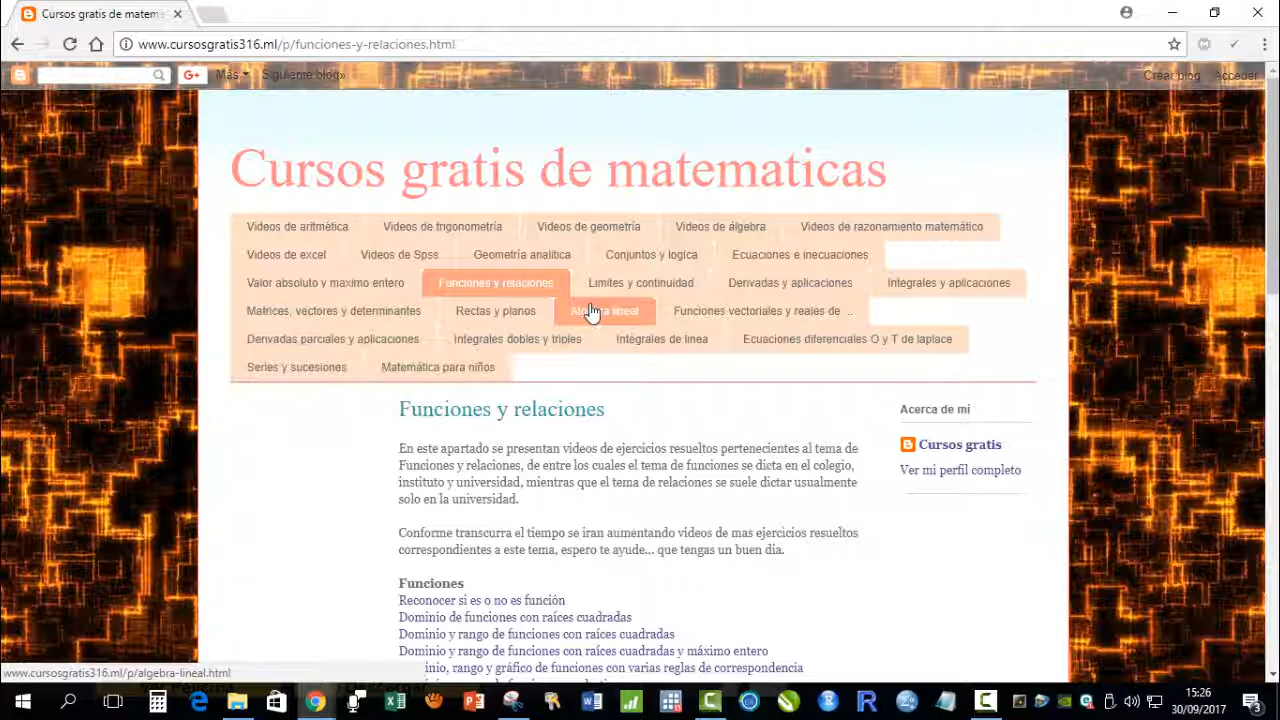 Cursos gratis de matema
www.cursosgratis316.ml/p/funciones-y-relaciones.html
G+ Más Siguiente blog» Crear blog Acceder
Cursos gratis de matematicas
Videos de aritmética Videos de trigonometría Videos de geometría Videos de álgebra Videos de razonamiento matemático
Videos de excel Videos de Spss Geometría analítica Conjuntos y logica Ecuaciones e inecuaciones
Valor absoluto y maximo entero Funciones y relaciones Límites y continuidad Derivadas y aplicaciones Integrales y aplicaciones
Matrices, vectores y determinantes Rectas y planos Algebra lineal Funciones vectoriales y reales de ...
Derivadas parciales y aplicaciones Integrales dobles y triples Integrales de linea Ecuaciones diferenciales O y T de laplace
Series y sucesiones Matemática para niños
Funciones y relaciones
En este apartado se presentan videos de ejercicios resueltos pertenecientes al tema de
Funciones y relaciones, de entre los cuales el tema de funciones se dicta en el colegio,
instituto y universidad, mientras que el tema de relaciones se suele dictar usualmente
solo en la universidad.
Conforme transcurra el tiempo se iran aumentando videos de mas ejercicios resueltos
correspondientes a este tema, espero te ayude... que tengas un buen día.
Funciones
Reconocer si es o no es función
Dominio de funciones con raíces cuadradas
Dominio y rango de funciones con raíces cuadradas
Dominio y rango de funciones con raíces cuadradas y máximo entero
inio, rango y gráfico de funciones con varias reglas de correspondencia
Acerca de mi
Cursos gratis
Ver mi perfil completo
www.cursosgratis316.ml/p/algebra-lineal.html
15:26
30/09/2017